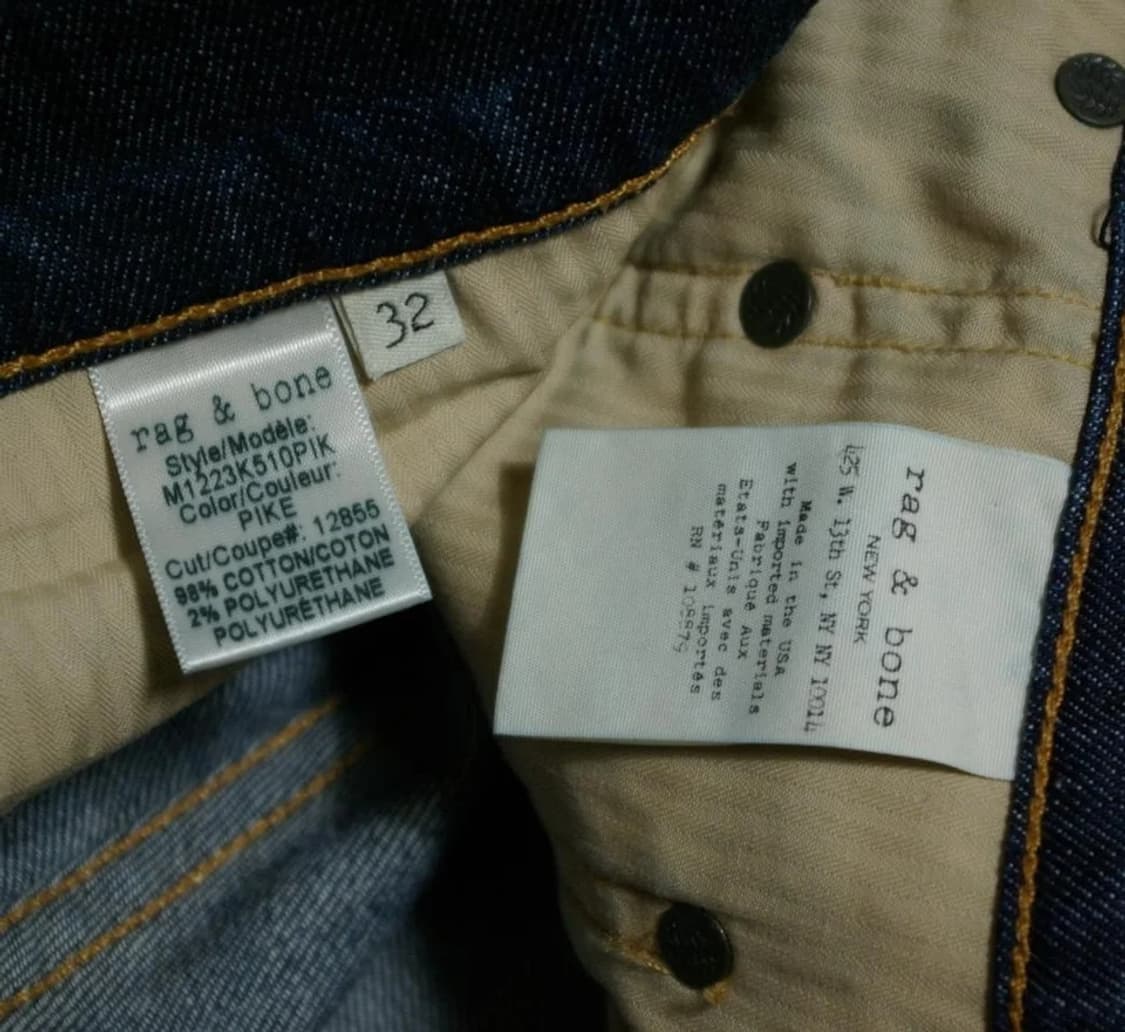 32
rag & bone
Style/Modèle:
M1223K510PIK
Color/Couleur:
PIKE
Cut/Coupe#: 12855
98% COTTON/COTON
2% POLYURETHANE
POLYURÉTHANE
rag & bone
NEW YORK
425 W. 13th St, NY NY 10014
Made in the USA
with imported materials
Fabriqué Aux
Etats-Unis avec des
matériaux importés
RN #